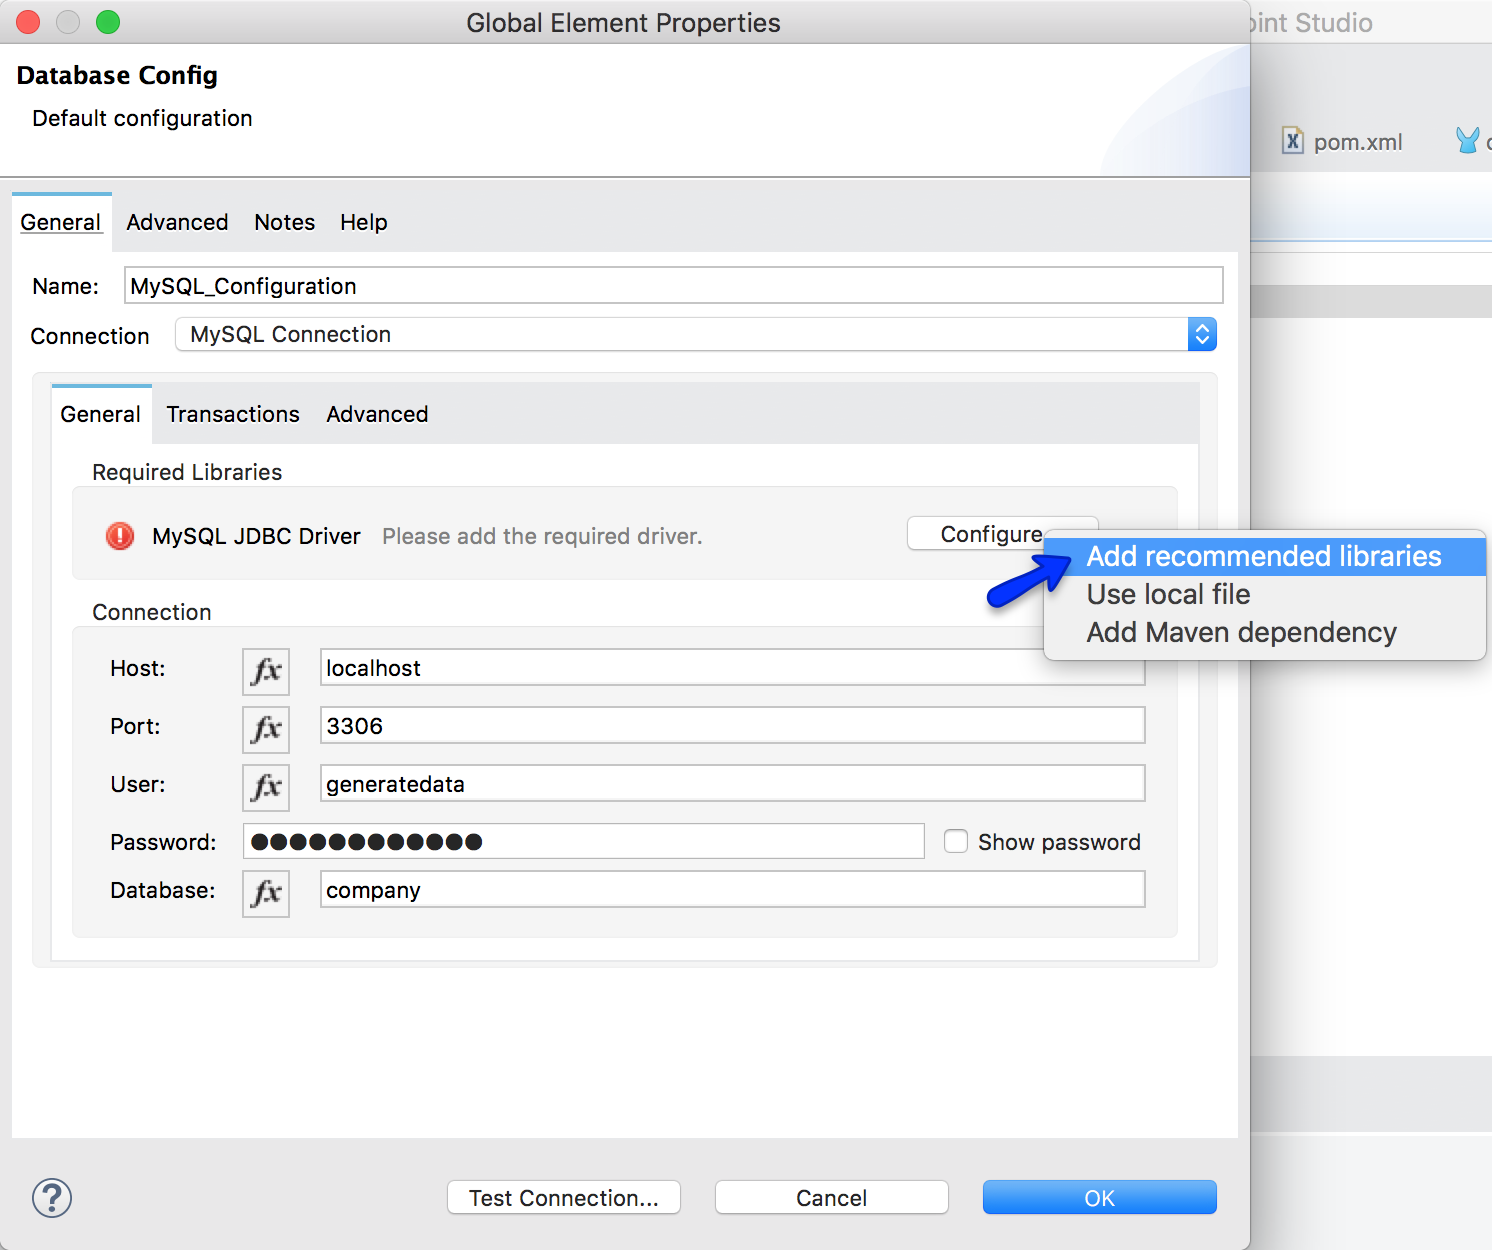 Global Element Properties
oint Studio
Database Config
Default configuration
pom.xml
General Advanced Notes Help
Name: MySQL_Configuration
Connection MySQL Connection
General Transactions Advanced
Required Libraries
MySQL JDBC Driver Please add the required driver. Configure
Add recommended libraries
Use local file
Add Maven dependency
Connection
Host: fx localhost
Port: fx 3306
User: fx generatedata
Password: ●●●●●●●●●●●● Show password
Database: fx company
? Test Connection... Cancel OK